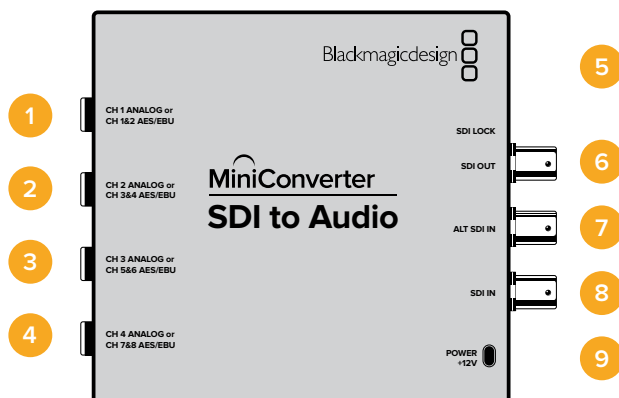 Blackmagicdesign
1
CH 1 ANALOG or
CH 1&2 AES/EBU
2
CH 2 ANALOG or
CH 3&4 AES/EBU
3
CH 3 ANALOG or
CH 5&6 AES/EBU
4
CH 4 ANALOG or
CH 7&8 AES/EBU
MiniConverter
SDI to Audio
5
SDI LOCK
SDI OUT
6
ALT SDI IN
7
SDI IN
8
POWER
+12V
9